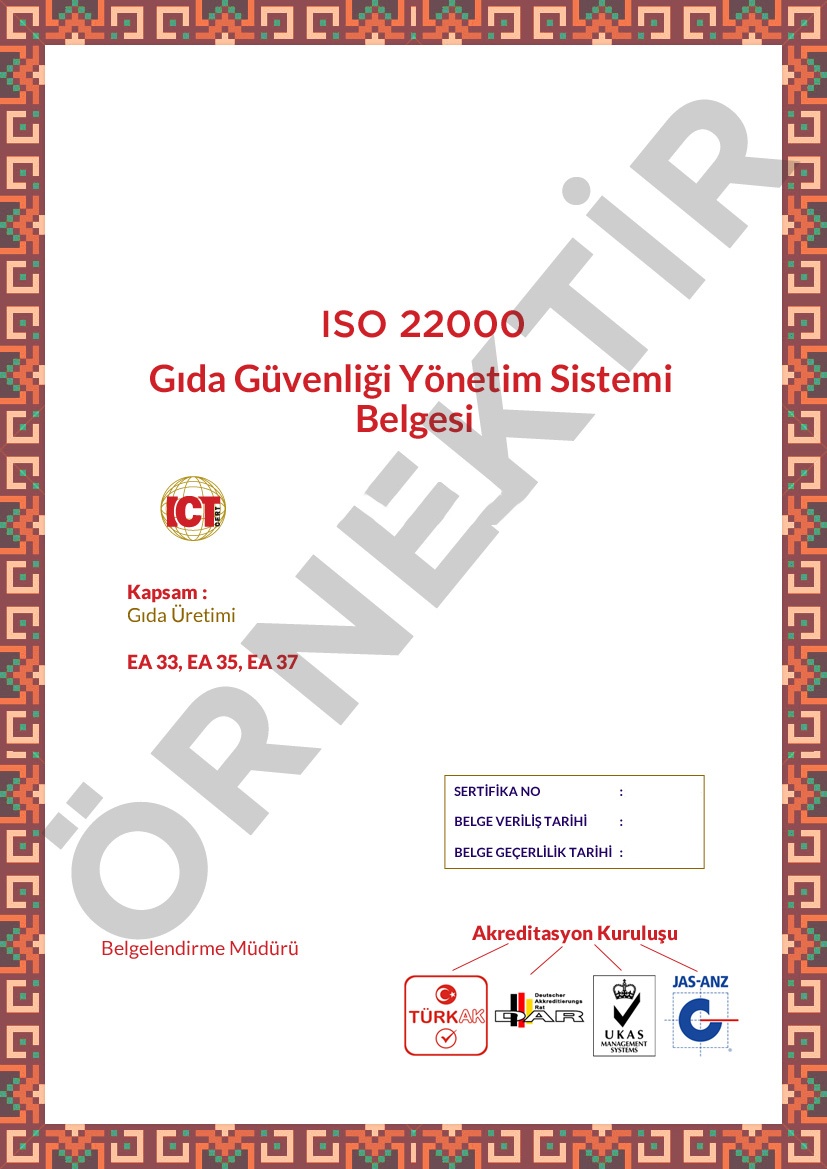 ÖRNEKTİR
ISO 22000
Gıda Güvenliği Yönetim Sistemi
Belgesi
ICT
CERT
Kapsam :
Gıda Üretimi
EA 33, EA 35, EA 37
SERTİFİKA NO :
BELGE VERİLİŞ TARİHİ :
BELGE GEÇERLİLİK TARİHİ :
Belgelendirme Müdürü
Akreditasyon Kuruluşu
TÜRKAK
Deutscher
Akkreditierungs
Rat
DAR
UKAS
MANAGEMENT
SYSTEMS
JAS-ANZ